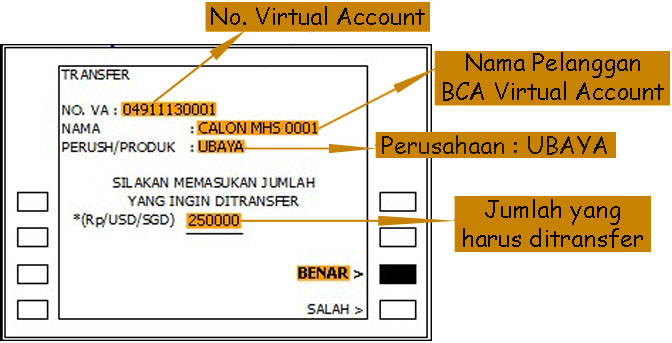 No. Virtual Account
TRANSFER
Nama Pelanggan
BCA Virtual Account
NO. VA : 04911130001
NAMA : CALON MHS 0001
PERUSH/PRODUK : UBAYA
Perusahaan : UBAYA
SILAKAN MEMASUKAN JUMLAH
YANG INGIN DITRANSFER
*(Rp/USD/SGD) 250000
Jumlah yang
harus ditransfer
BENAR >
SALAH >